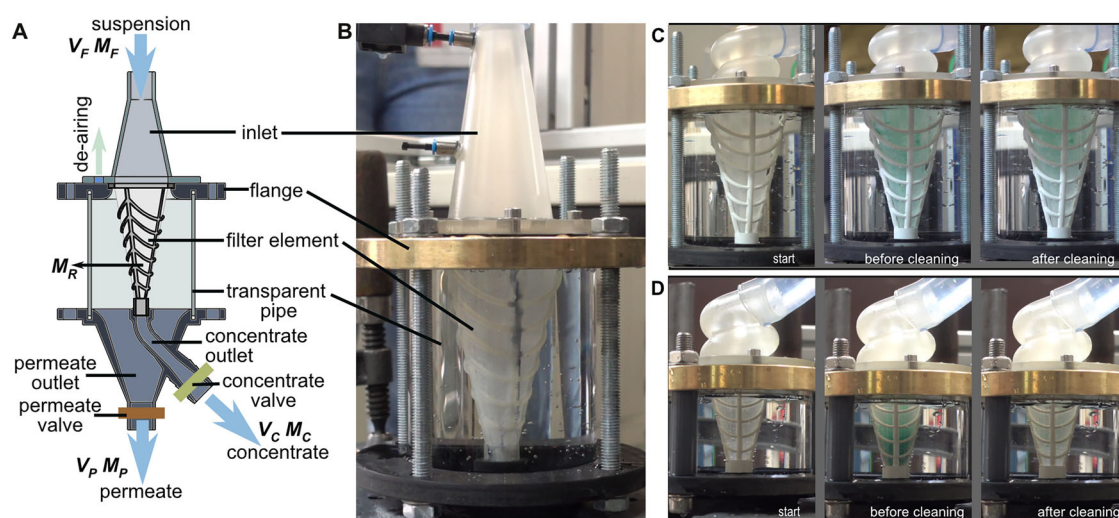 A
suspension
V_F M_F
de-airing
inlet
flange
filter element
M_R
transparent
pipe
concentrate
outlet
permeate
outlet
concentrate
valve
permeate
valve
V_C M_C
concentrate
V_P M_P
permeate
B
C
start
before cleaning
after cleaning
D
start
before cleaning
after cleaning